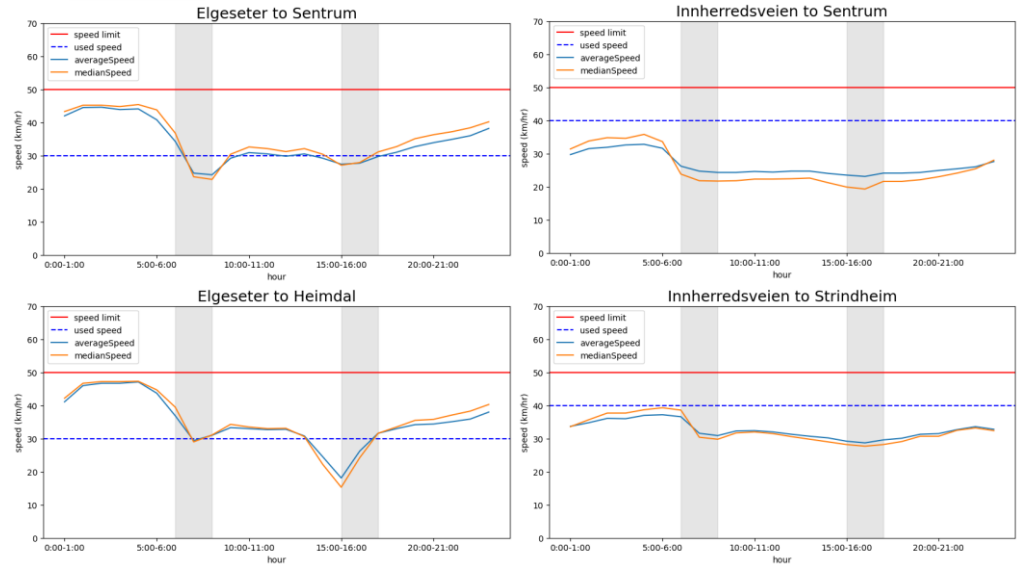 Elgeseter to Sentrum
speed (km/hr)
70
60
50
40
30
20
10
0
speed limit
used speed
averageSpeed
medianSpeed
0:00-1:00 5:00-6:00 10:00-11:00 15:00-16:00 20:00-21:00
hour
Innherredsveien to Sentrum
speed (km/hr)
70
60
50
40
30
20
10
0
speed limit
used speed
averageSpeed
medianSpeed
0:00-1:00 5:00-6:00 10:00-11:00 15:00-16:00 20:00-21:00
hour
Elgeseter to Heimdal
speed (km/hr)
70
60
50
40
30
20
10
0
speed limit
used speed
averageSpeed
medianSpeed
0:00-1:00 5:00-6:00 10:00-11:00 15:00-16:00 20:00-21:00
hour
Innherredsveien to Strindheim
speed (km/hr)
70
60
50
40
30
20
10
0
speed limit
used speed
averageSpeed
medianSpeed
0:00-1:00 5:00-6:00 10:00-11:00 15:00-16:00 20:00-21:00
hour